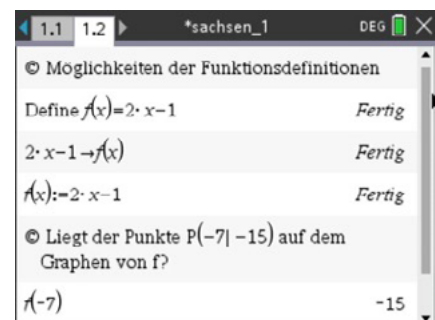 1.1 1.2 *sachsen_1 DEG
© Möglichkeiten der Funktionsdefinitionen
Define f(x)=2· x−1 Fertig
2· x−1→f(x) Fertig
f(x):=2· x−1 Fertig
© Liegt der Punkte P(−7| −15) auf dem
Graphen von f?
f(−7) −15